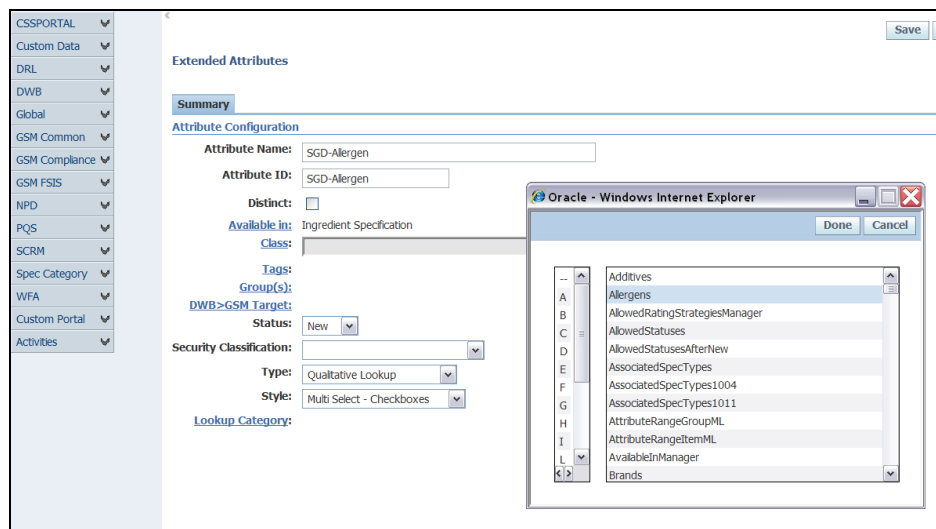 CSSPORTAL
Custom Data
DRL
DWB
Global
GSM Common
GSM Compliance
GSM FSIS
NPD
PQS
SCRM
Spec Category
WFA
Custom Portal
Activities
Save
Extended Attributes
Summary
Attribute Configuration
Attribute Name: SGD-Allergen
Attribute ID: SGD-Allergen
Distinct:
Available in: Ingredient Specification
Class:
Tags:
Group(s):
DWB>GSM Target:
Status: New
Security Classification:
Type: Qualitative Lookup
Style: Multi Select - Checkboxes
Lookup Category:
Oracle - Windows Internet Explorer
Done Cancel
--
A
B
C
D
E
F
G
H
I
L
Additives
Allergens
AllowedRatingStrategiesManager
AllowedStatuses
AllowedStatusesAfterNew
AssociatedSpecTypes
AssociatedSpecTypes1004
AssociatedSpecTypes1011
AttributeRangeGroupML
AttributeRangeItemML
AvailableInManager
Brands